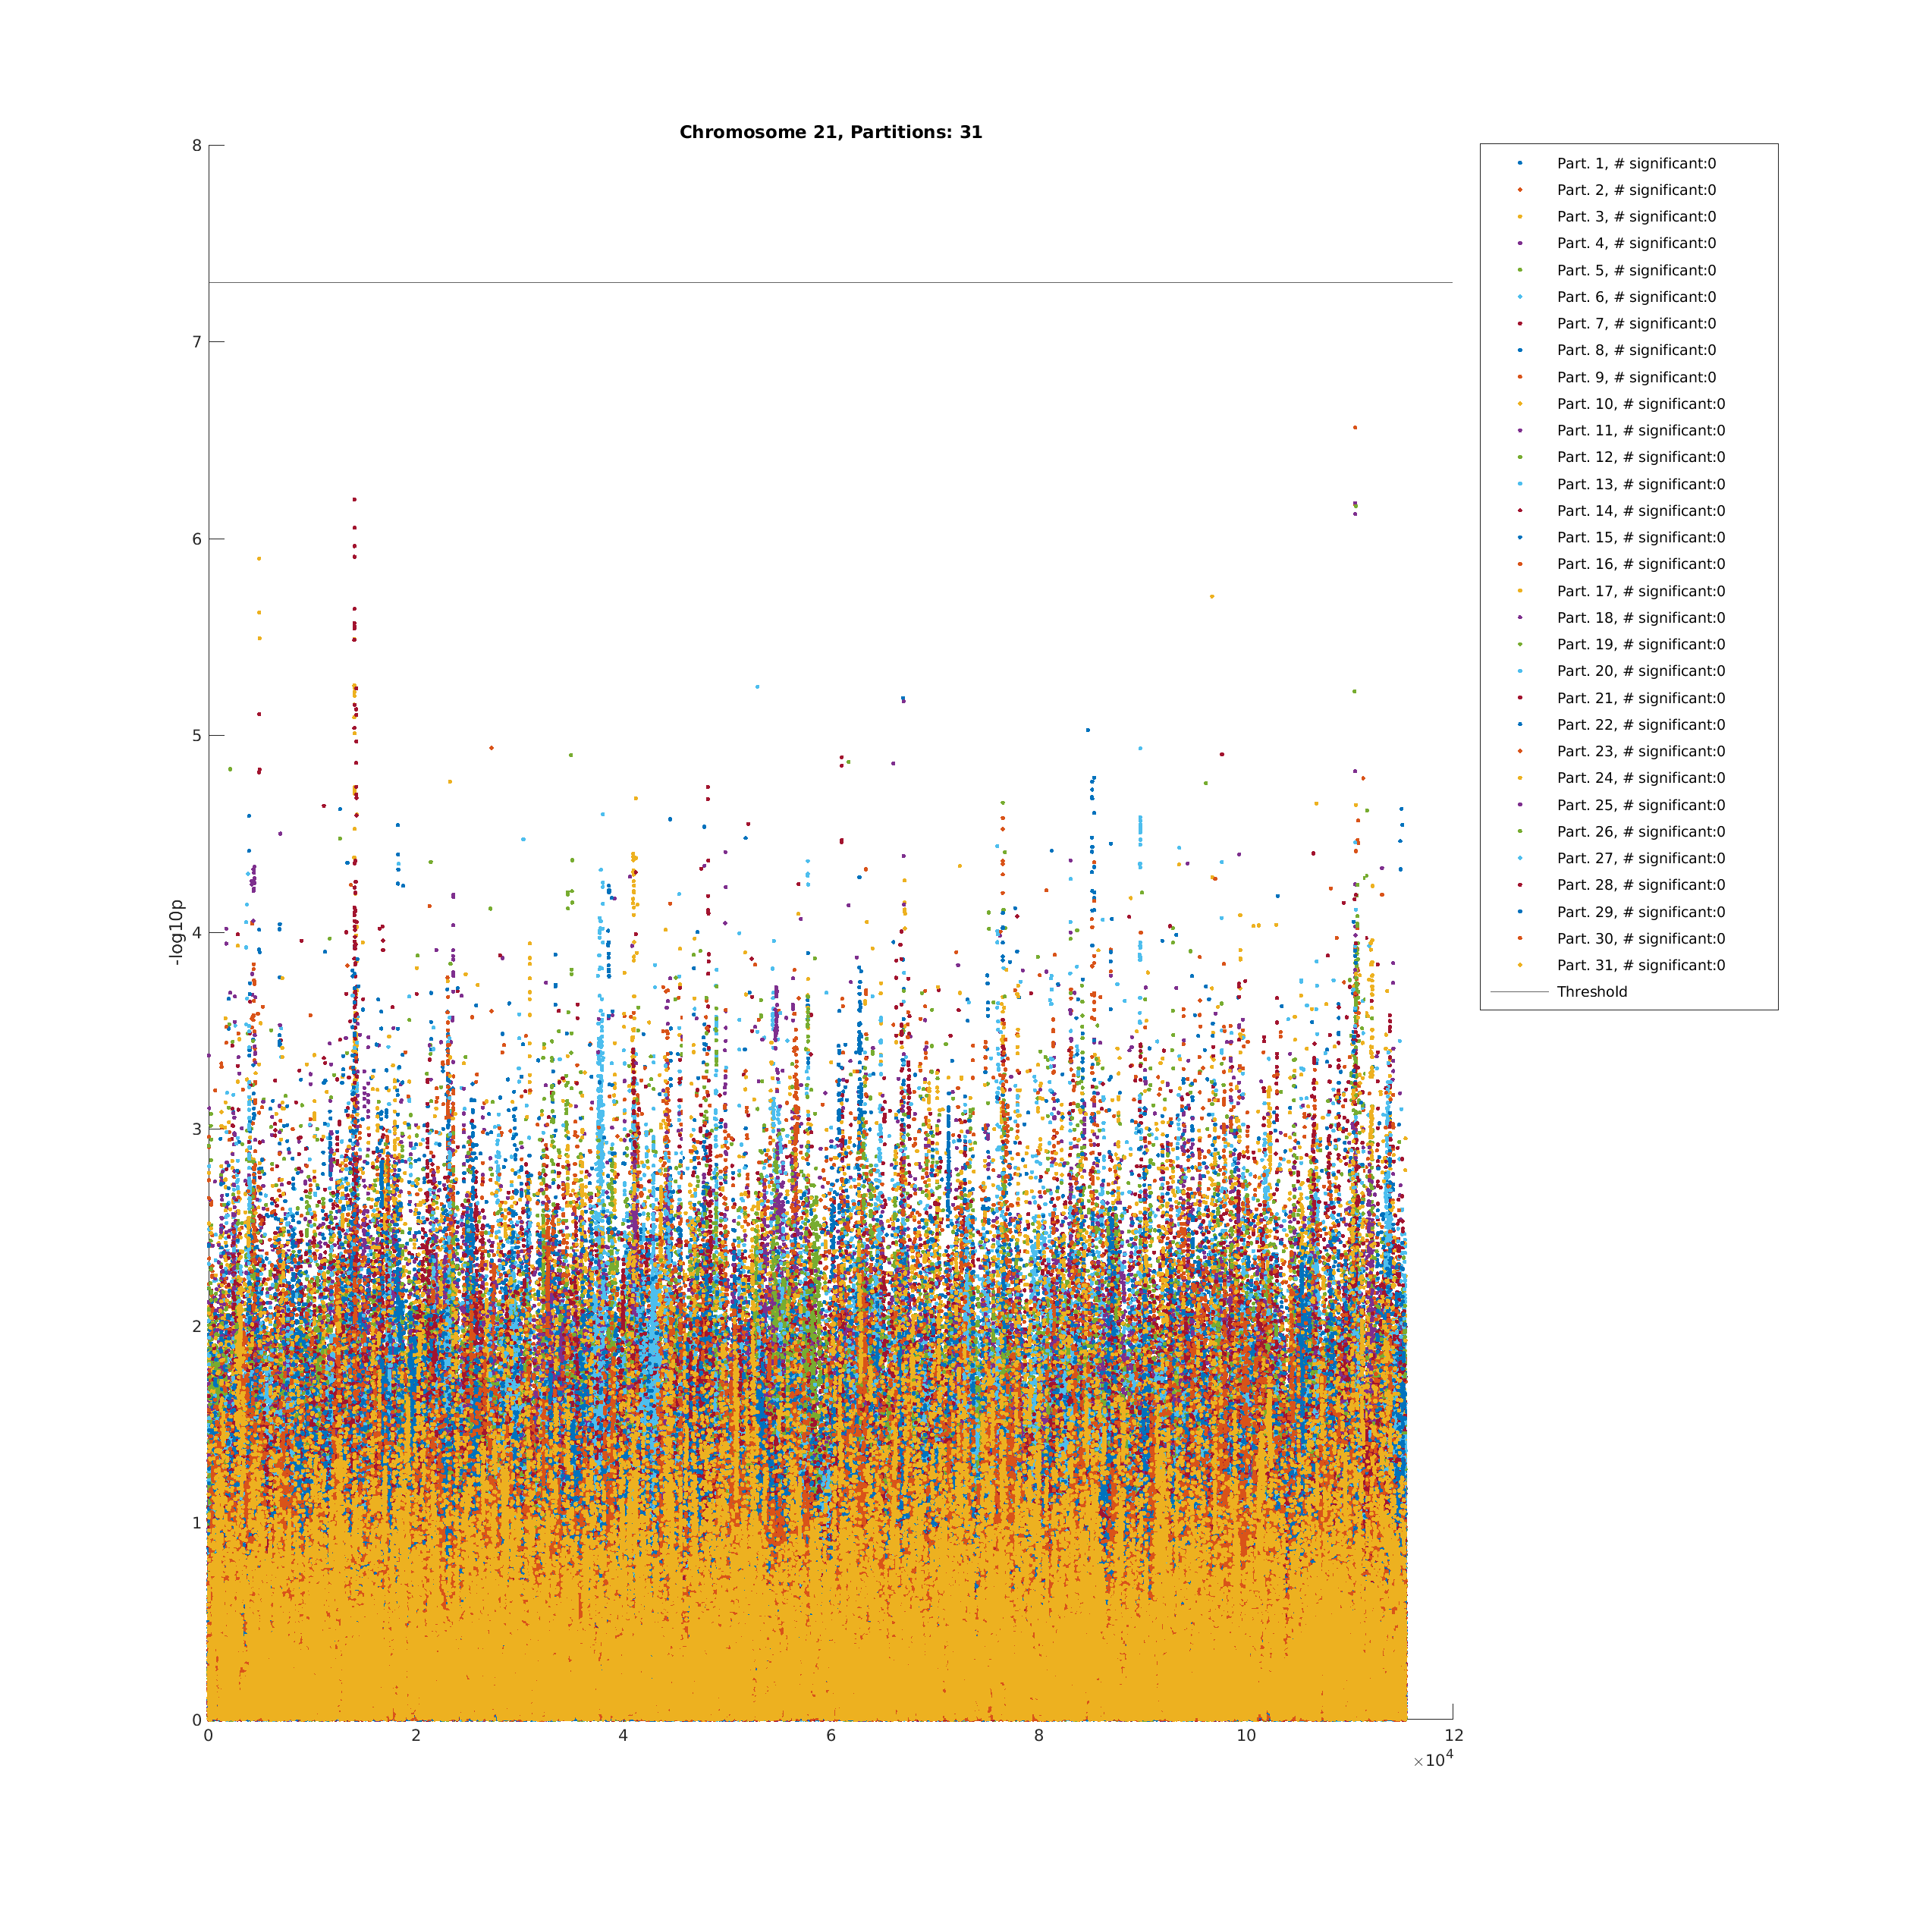 Chromosome 21, Partitions: 31
8
7
6
5
4
3
2
1
0
-log10p
0 2 4 6 8 10 12
×10^4
Part. 1, # significant:0
Part. 2, # significant:0
Part. 3, # significant:0
Part. 4, # significant:0
Part. 5, # significant:0
Part. 6, # significant:0
Part. 7, # significant:0
Part. 8, # significant:0
Part. 9, # significant:0
Part. 10, # significant:0
Part. 11, # significant:0
Part. 12, # significant:0
Part. 13, # significant:0
Part. 14, # significant:0
Part. 15, # significant:0
Part. 16, # significant:0
Part. 17, # significant:0
Part. 18, # significant:0
Part. 19, # significant:0
Part. 20, # significant:0
Part. 21, # significant:0
Part. 22, # significant:0
Part. 23, # significant:0
Part. 24, # significant:0
Part. 25, # significant:0
Part. 26, # significant:0
Part. 27, # significant:0
Part. 28, # significant:0
Part. 29, # significant:0
Part. 30, # significant:0
Part. 31, # significant:0
Threshold